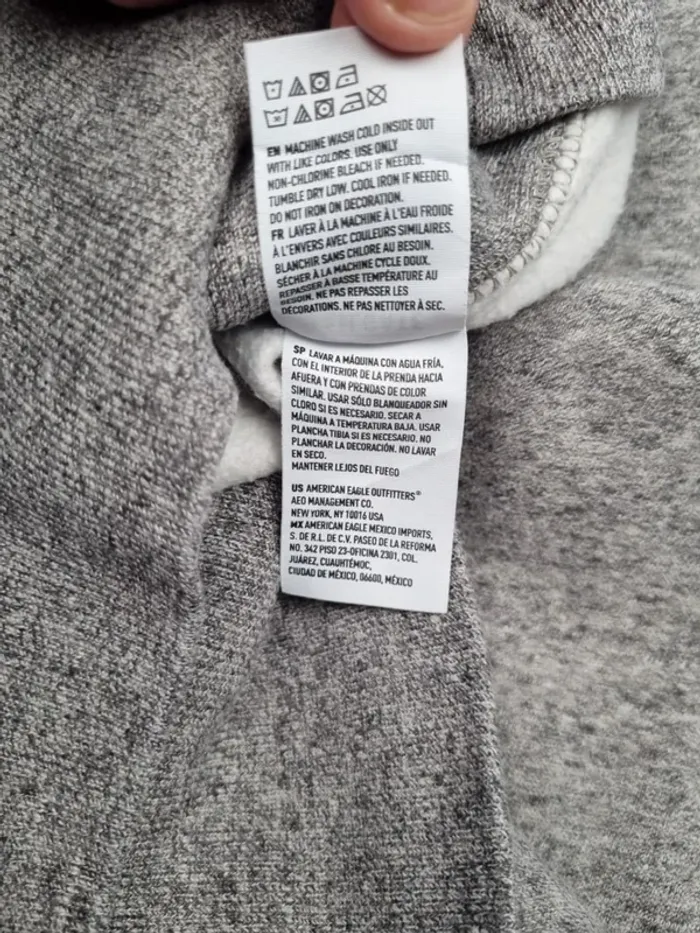 EN MACHINE WASH COLD INSIDE OUT
WITH LIKE COLORS. USE ONLY
NON-CHLORINE BLEACH IF NEEDED.
TUMBLE DRY LOW. COOL IRON IF NEEDED.
DO NOT IRON ON DECORATION.
FR LAVER À LA MACHINE À L'EAU FROIDE
À L'ENVERS AVEC COULEURS SIMILAIRES.
BLANCHIR SANS CHLORE AU BESOIN.
SÉCHER À LA MACHINE CYCLE DOUX.
REPASSER À BASSE TEMPÉRATURE AU
BESOIN. NE PAS REPASSER LES
DÉCORATIONS. NE PAS NETTOYER À SEC.
SP LAVAR A MÁQUINA CON AGUA FRÍA,
CON EL INTERIOR DE LA PRENDA HACIA
AFUERA Y CON PRENDAS DE COLOR
SIMILAR. USAR SÓLO BLANQUEADOR SIN
CLORO SI ES NECESARIO. SECAR A
MÁQUINA A TEMPERATURA BAJA. USAR
PLANCHA TIBIA SI ES NECESARIO. NO
PLANCHAR LA DECORACIÓN. NO LAVAR
EN SECO.
MANTENER LEJOS DEL FUEGO
US AMERICAN EAGLE OUTFITTERS®
AEO MANAGEMENT CO.
NEW YORK, NY 10016 USA
MX AMERICAN EAGLE MÉXICO IMPORTS,
S. DE R.L. DE C.V. PASEO DE LA REFORMA
NO. 342 PISO 23-OFICINA 2301, COL.
JUÁREZ, CUAUHTÉMOC,
CIUDAD DE MÉXICO, 06600, MÉXICO